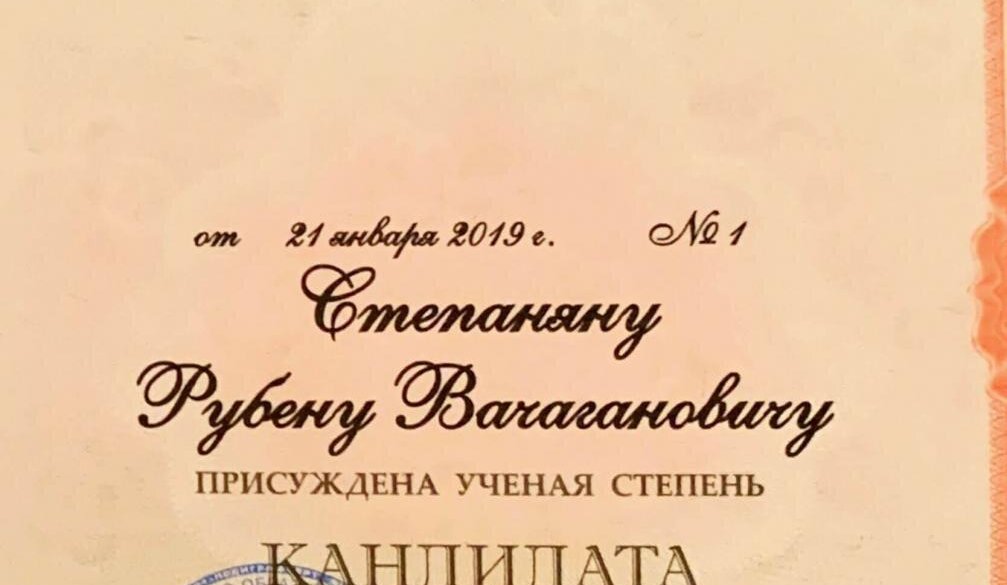 от 21 января 2019 г. № 1
Степаняну
Рубену Вачагановичу
ПРИСУЖДЕНА УЧЕНАЯ СТЕПЕНЬ
КАНДИДАТА